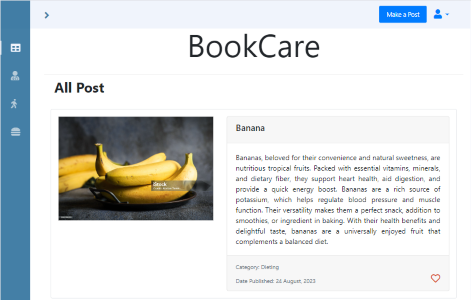 Make a Post
BookCare
All Post
iStock
Banana
Bananas, beloved for their convenience and natural sweetness, are
nutritious tropical fruits. Packed with essential vitamins, minerals,
and dietary fiber, they support heart health, aid digestion, and
provide a quick energy boost. Bananas are a rich source of
potassium, which helps regulate blood pressure and muscle
function. Their versatility makes them a perfect snack, addition to
smoothies, or ingredient in baking. With their health benefits and
delightful taste, bananas are a universally enjoyed fruit that
complements a balanced diet.
Category: Dieting
Date Published: 24 August, 2023